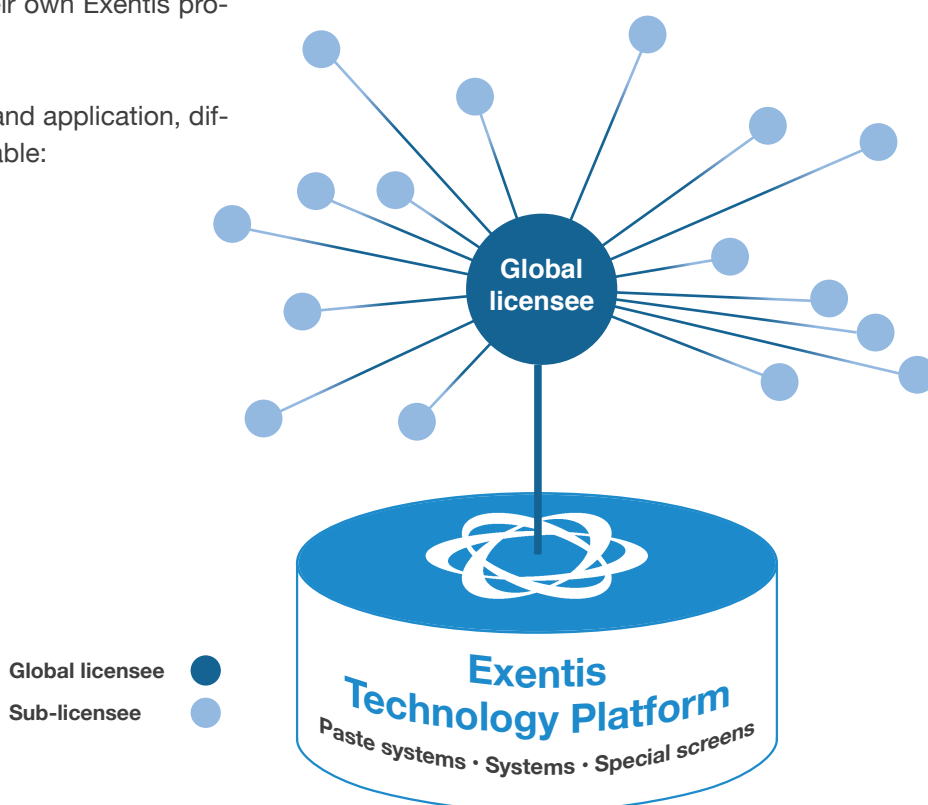 eir own Exentis pro-
and application, dif-
able:
Global
licensee
Global licensee
Sub-licensee
Exentis
Technology Platform
Paste systems · Systems · Special screens